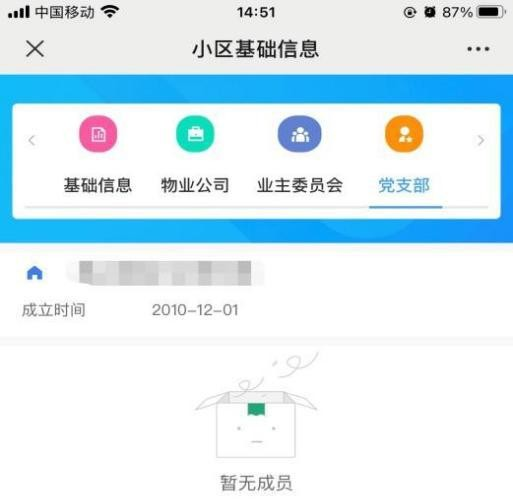 中国移动 14:51 87%
小区基础信息
基础信息 物业公司 业主委员会 党支部
成立时间 2010-12-01
暂无成员